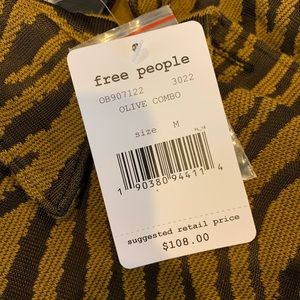 free people
OB907122 3022
OLIVE COMBO
size M
1 90380 94411 4
suggested retail price
$108.00